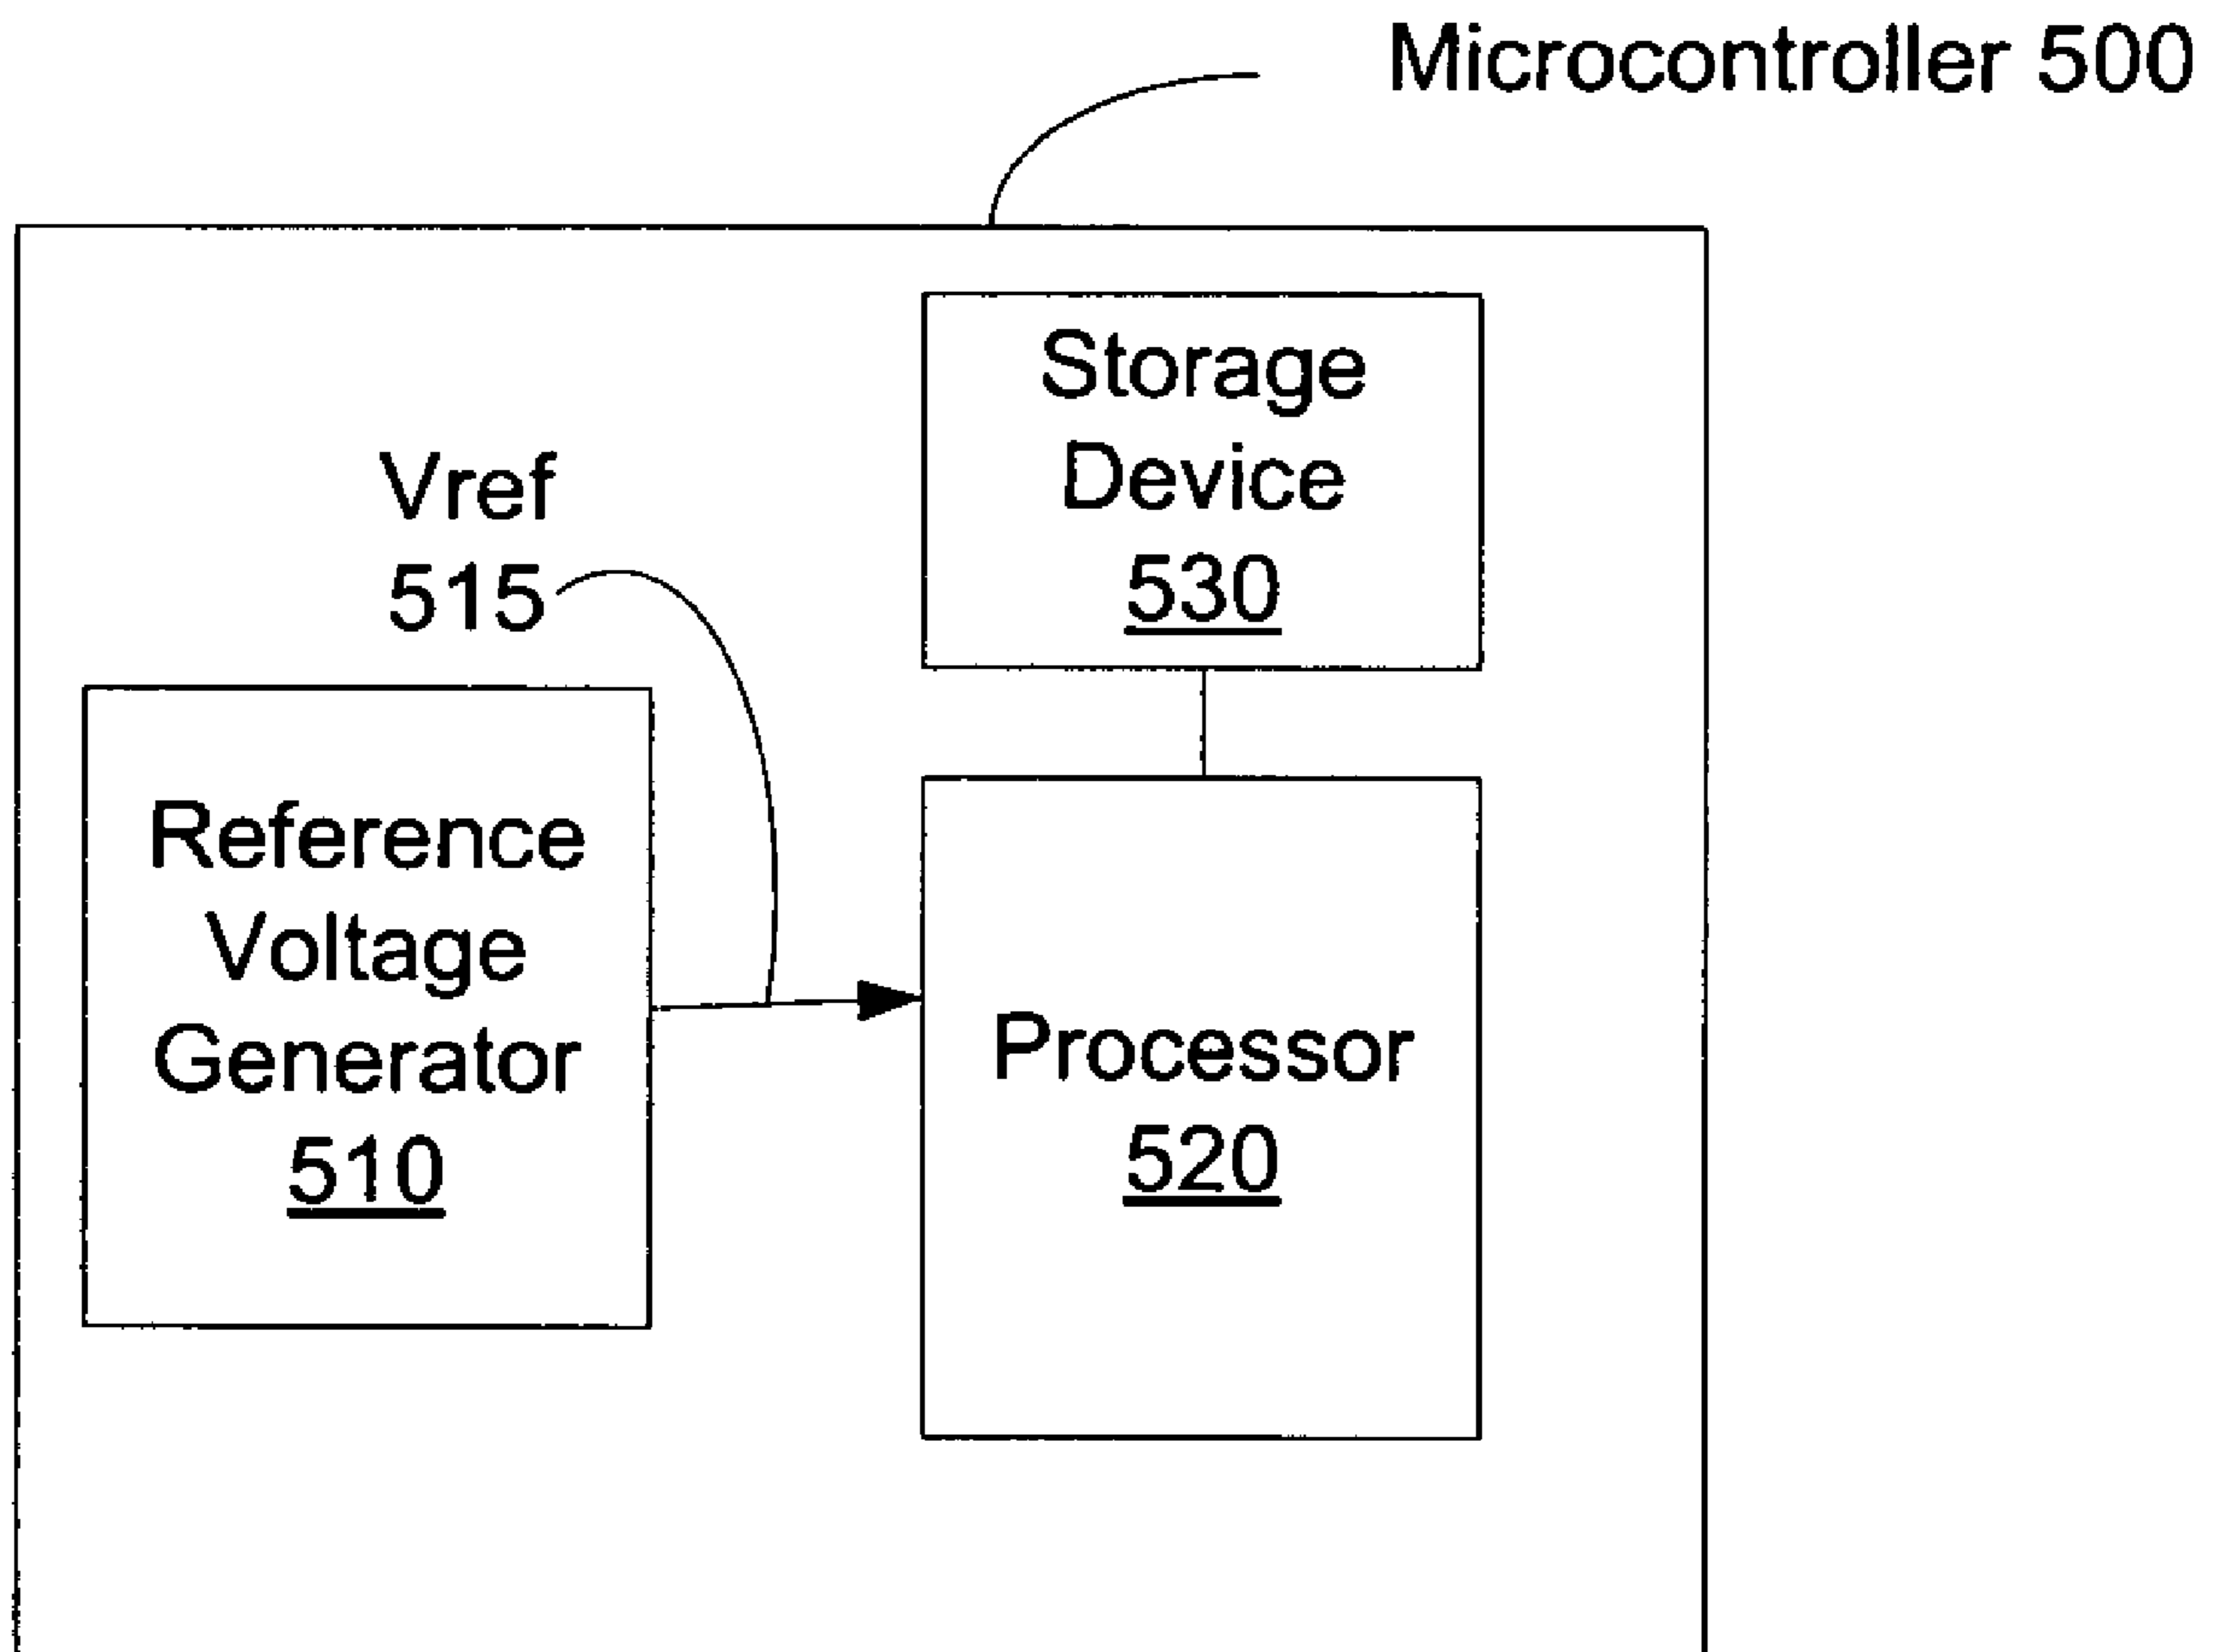 Microcontroller 500
Storage
Device
530
Vref
515
Reference
Voltage
Generator
510
Processor
520